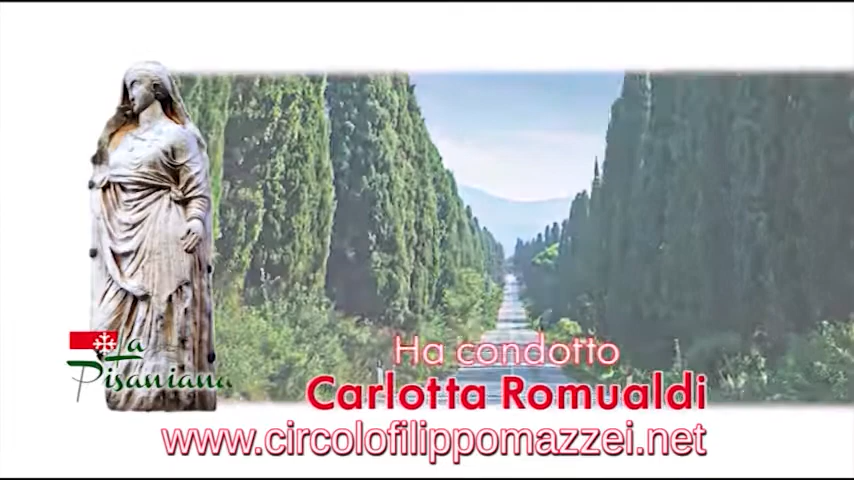 La
Pisaniana
Ha condotto
Carlotta Romualdi
www.circolofilippomazzei.net